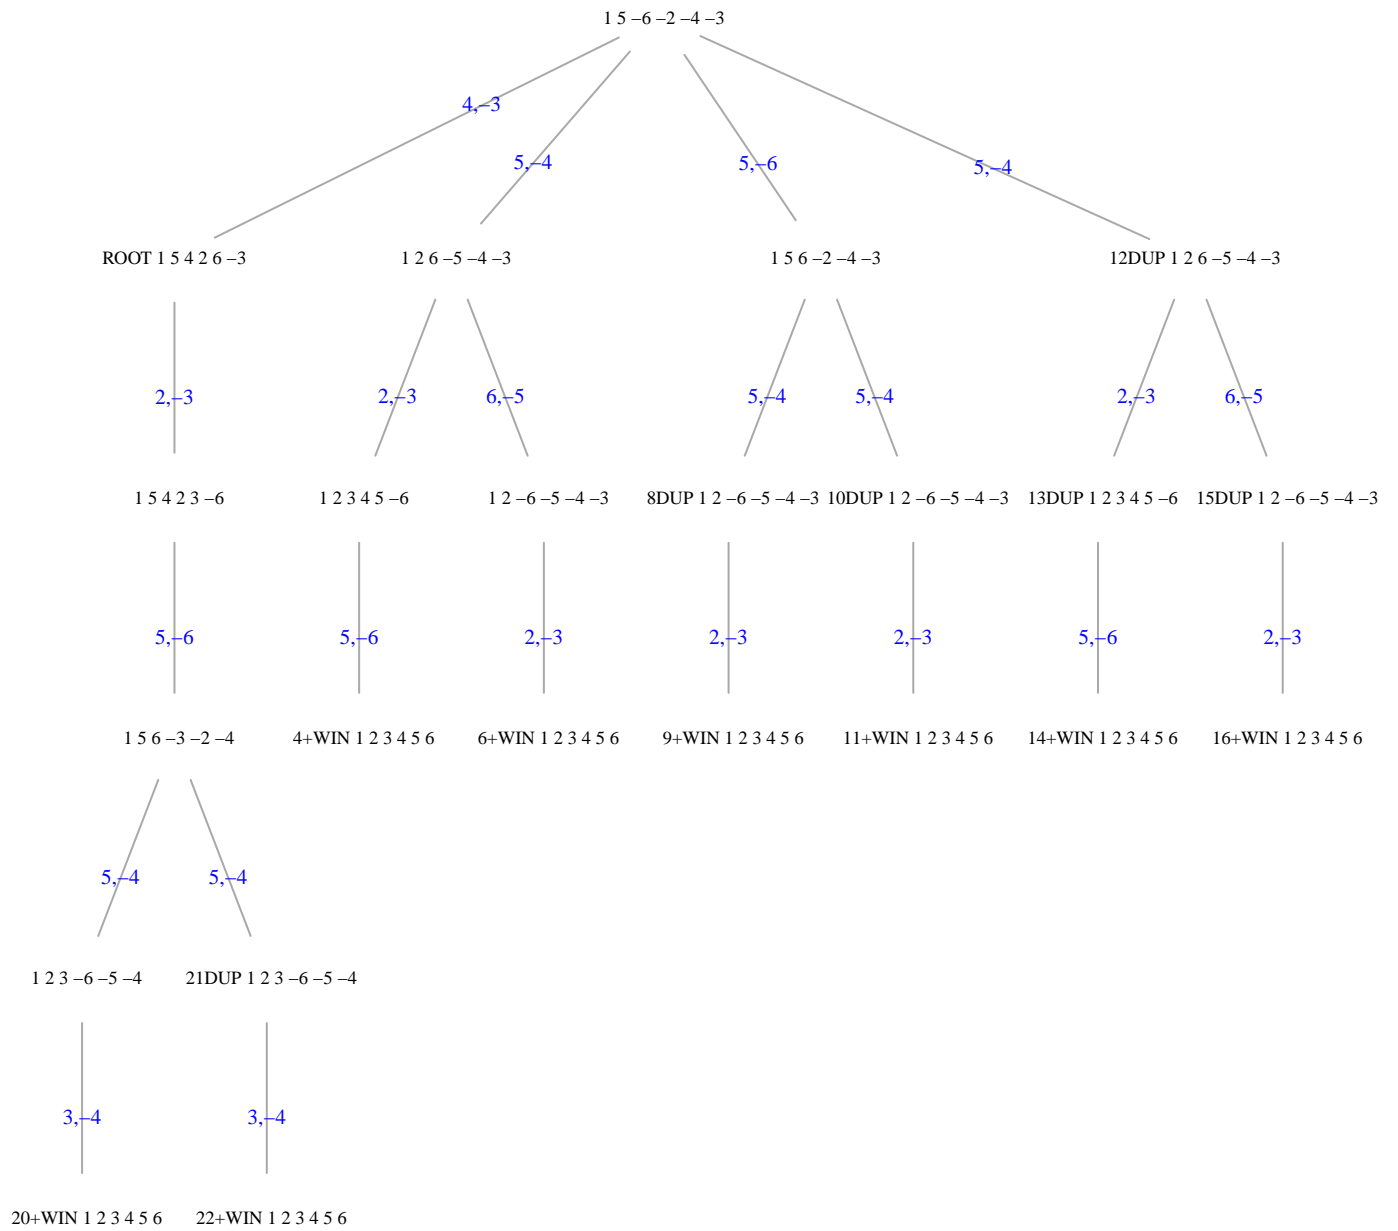 1 5 –6 –2 –4 –3
4,–3
5,–4
5,–6
5,–4
ROOT 1 5 4 2 6 –3
1 2 6 –5 –4 –3
1 5 6 –2 –4 –3
12DUP 1 2 6 –5 –4 –3
2,–3
2,–3
6,–5
5,–4
5,–4
2,–3
6,–5
1 5 4 2 3 –6
1 2 3 4 5 –6
1 2 –6 –5 –4 –3
8DUP 1 2 –6 –5 –4 –3
10DUP 1 2 –6 –5 –4 –3
13DUP 1 2 3 4 5 –6
15DUP 1 2 –6 –5 –4 –3
5,–6
5,–6
2,–3
2,–3
2,–3
5,–6
2,–3
1 5 6 –3 –2 –4
4+WIN 1 2 3 4 5 6
6+WIN 1 2 3 4 5 6
9+WIN 1 2 3 4 5 6
11+WIN 1 2 3 4 5 6
14+WIN 1 2 3 4 5 6
16+WIN 1 2 3 4 5 6
5,–4
5,–4
1 2 3 –6 –5 –4
21DUP 1 2 3 –6 –5 –4
3,–4
3,–4
20+WIN 1 2 3 4 5 6
22+WIN 1 2 3 4 5 6